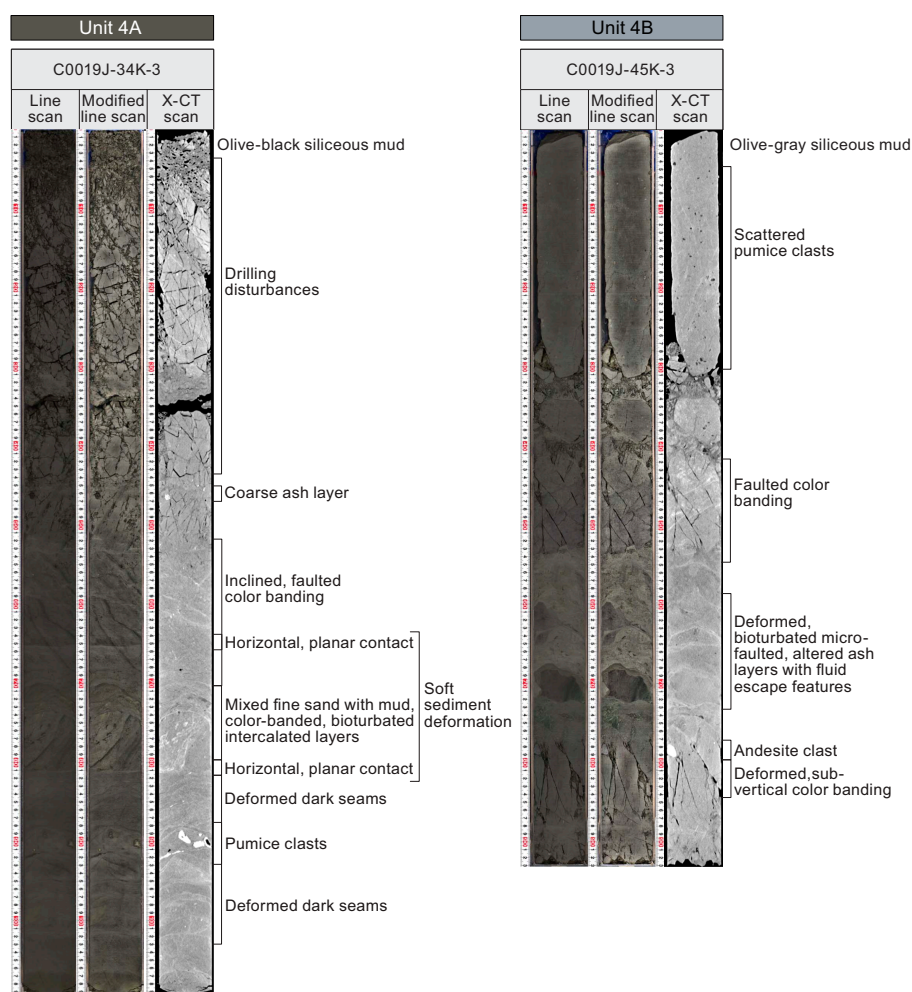 Unit 4A
C0019J-34K-3
Line scan
Modified line scan
X-CT scan
Olive-black siliceous mud
Drilling
disturbances
Coarse ash layer
Inclined, faulted
color banding
Horizontal, planar contact
Mixed fine sand with mud,
color-banded, bioturbated
intercalated layers
Horizontal, planar contact
Soft
sediment
deformation
Deformed dark seams
Pumice clasts
Deformed dark seams
Unit 4B
C0019J-45K-3
Line scan
Modified line scan
X-CT scan
Olive-gray siliceous mud
Scattered
pumice clasts
Faulted color
banding
Deformed,
bioturbated micro-
faulted, altered ash
layers with fluid
escape features
Andesite clast
Deformed,sub-
vertical color banding